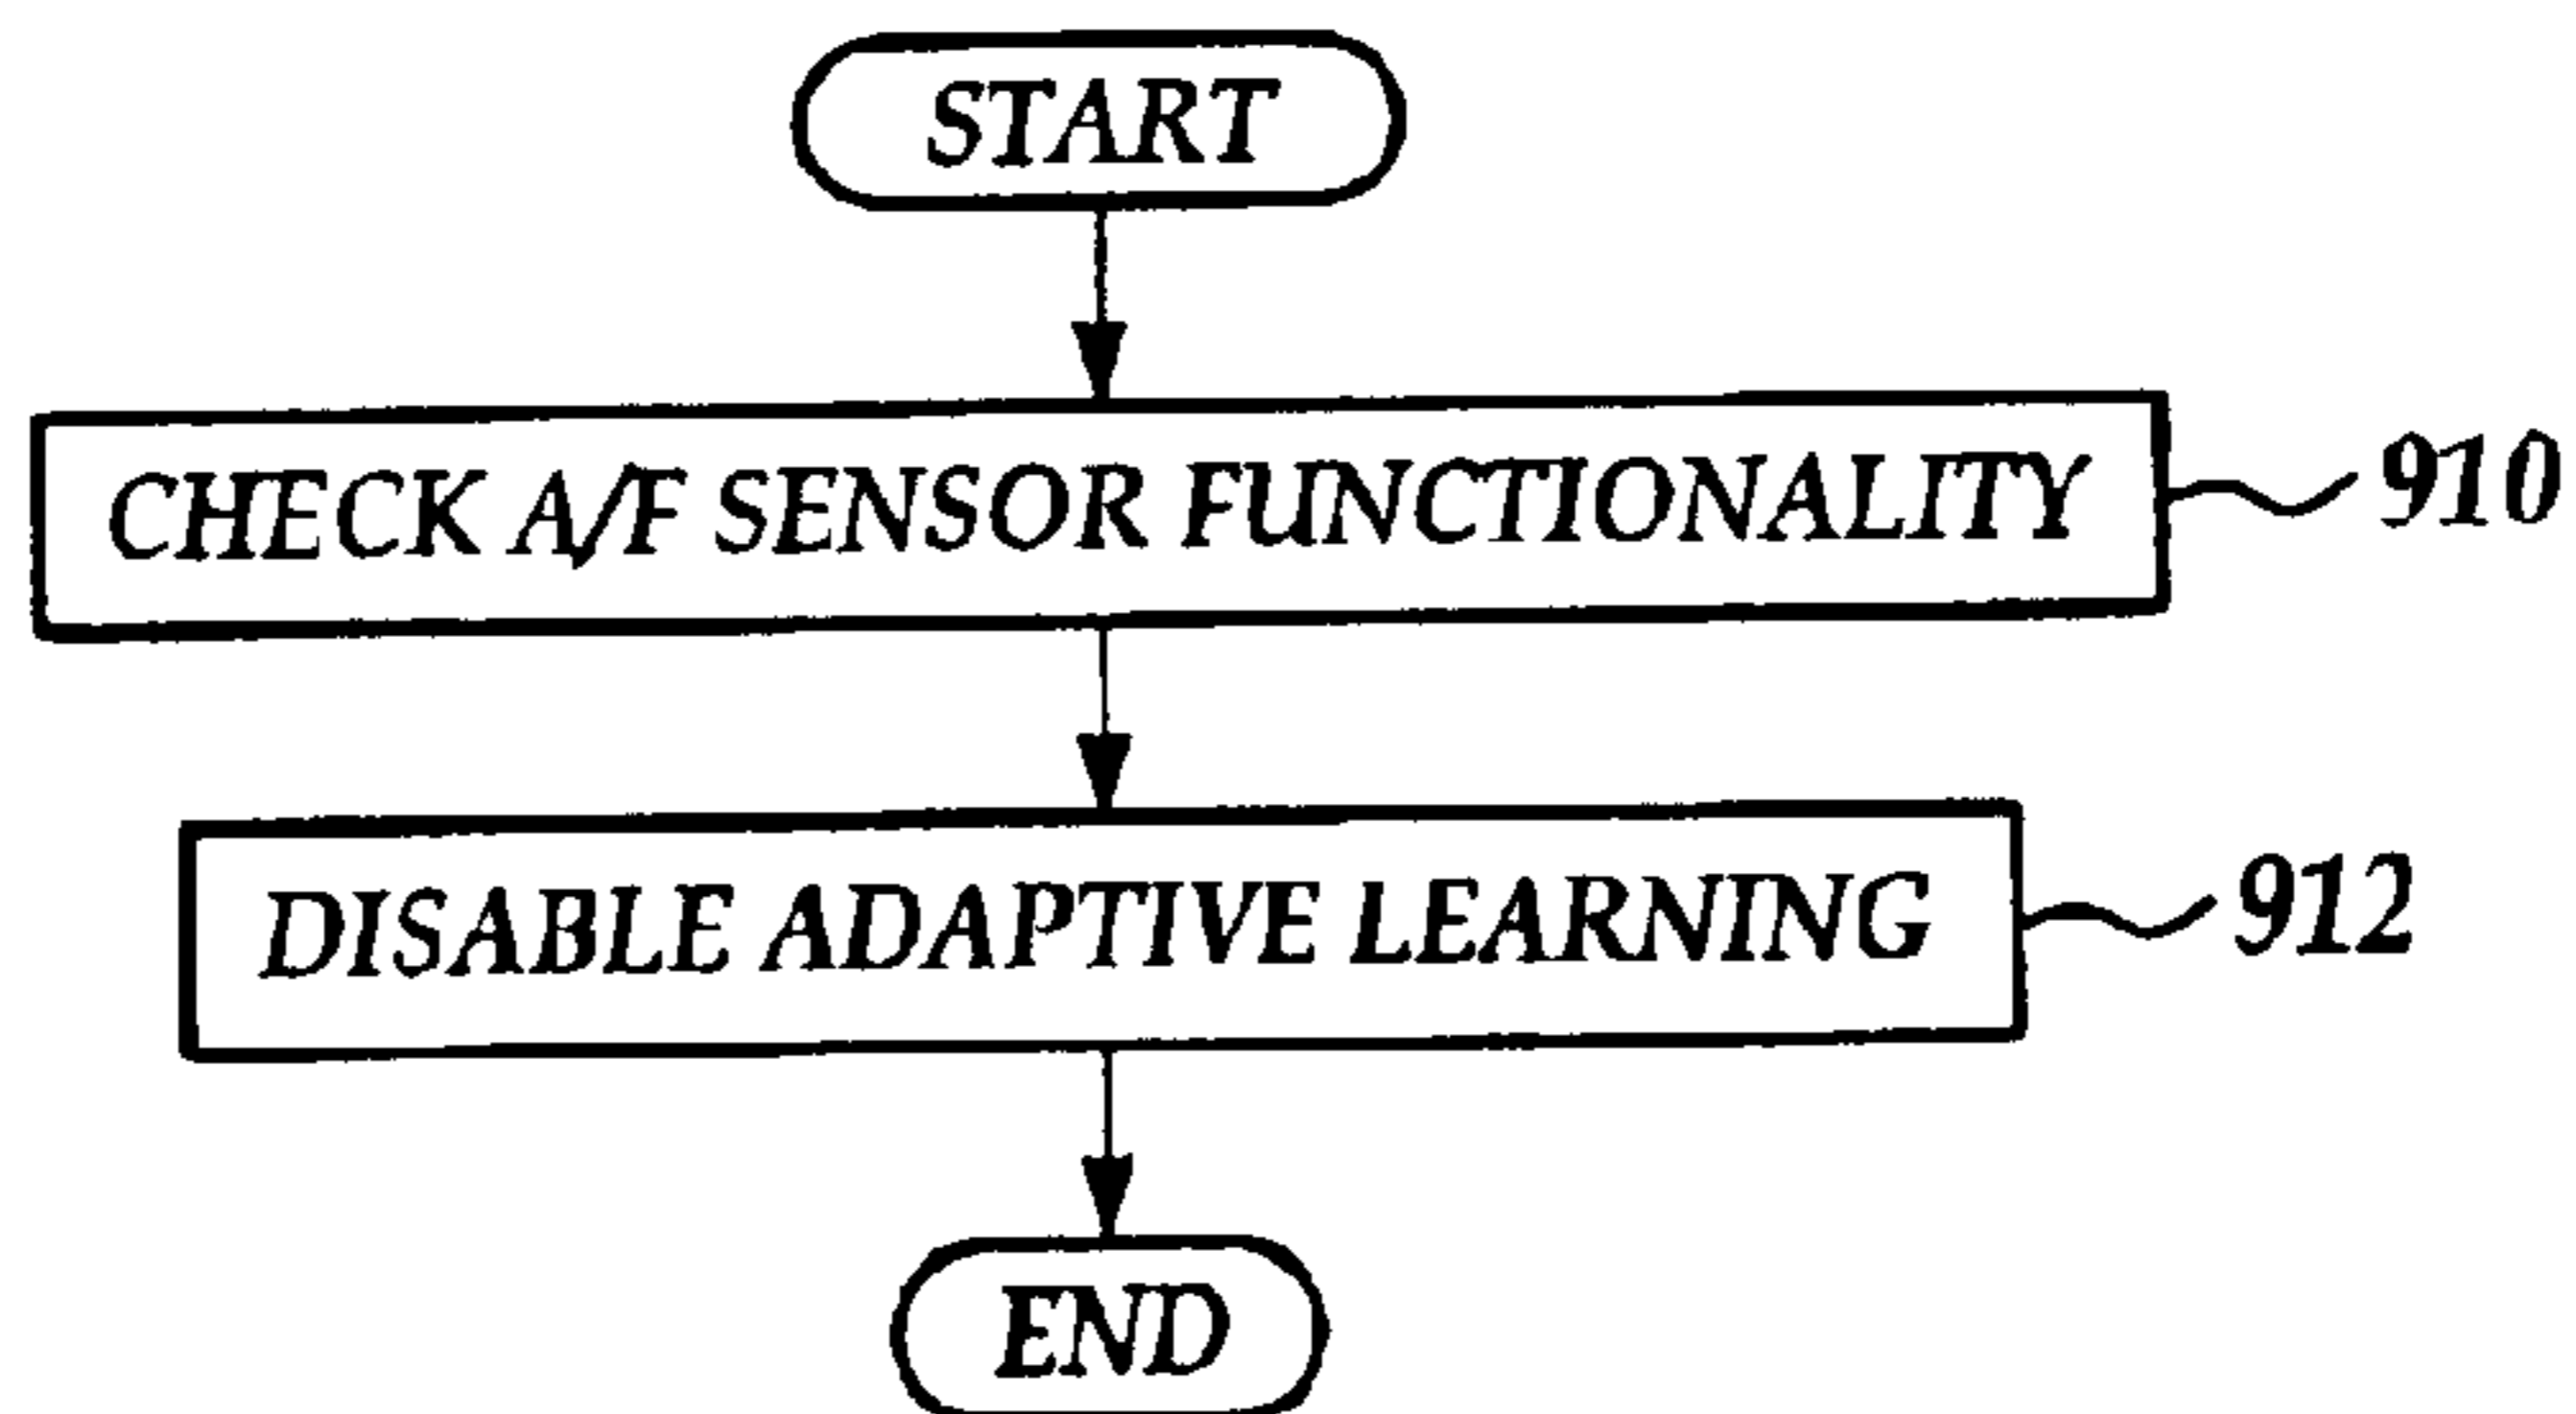 START
CHECK A/F SENSOR FUNCTIONALITY
910
DISABLE ADAPTIVE LEARNING
912
END